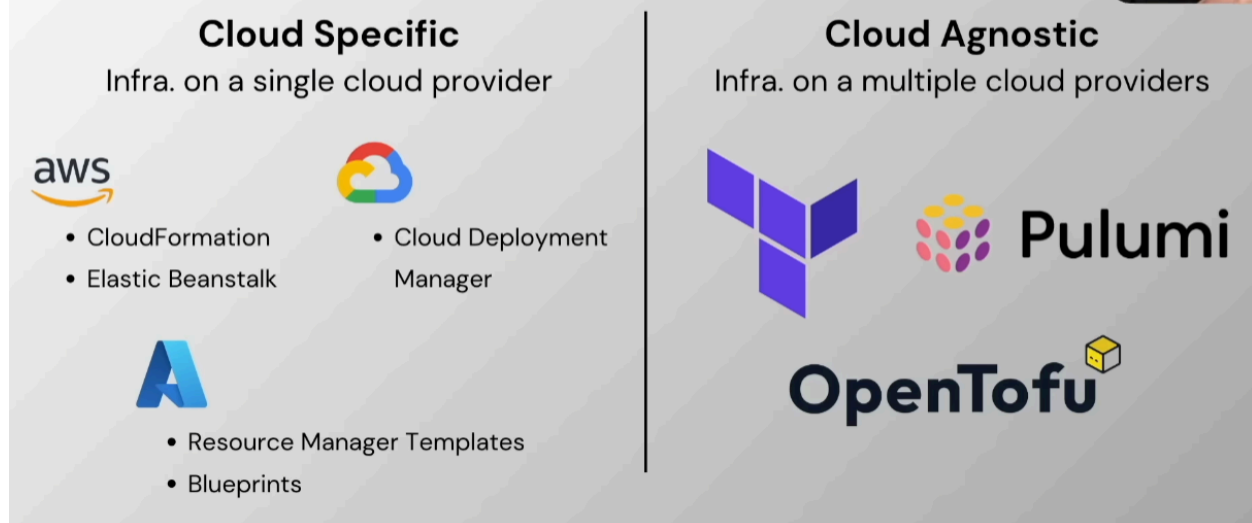 Cloud Specific
Infra. on a single cloud provider
aws
• CloudFormation
• Elastic Beanstalk
• Cloud Deployment
Manager
• Resource Manager Templates
• Blueprints
Cloud Agnostic
Infra. on a multiple cloud providers
Pulumi
OpenTofu